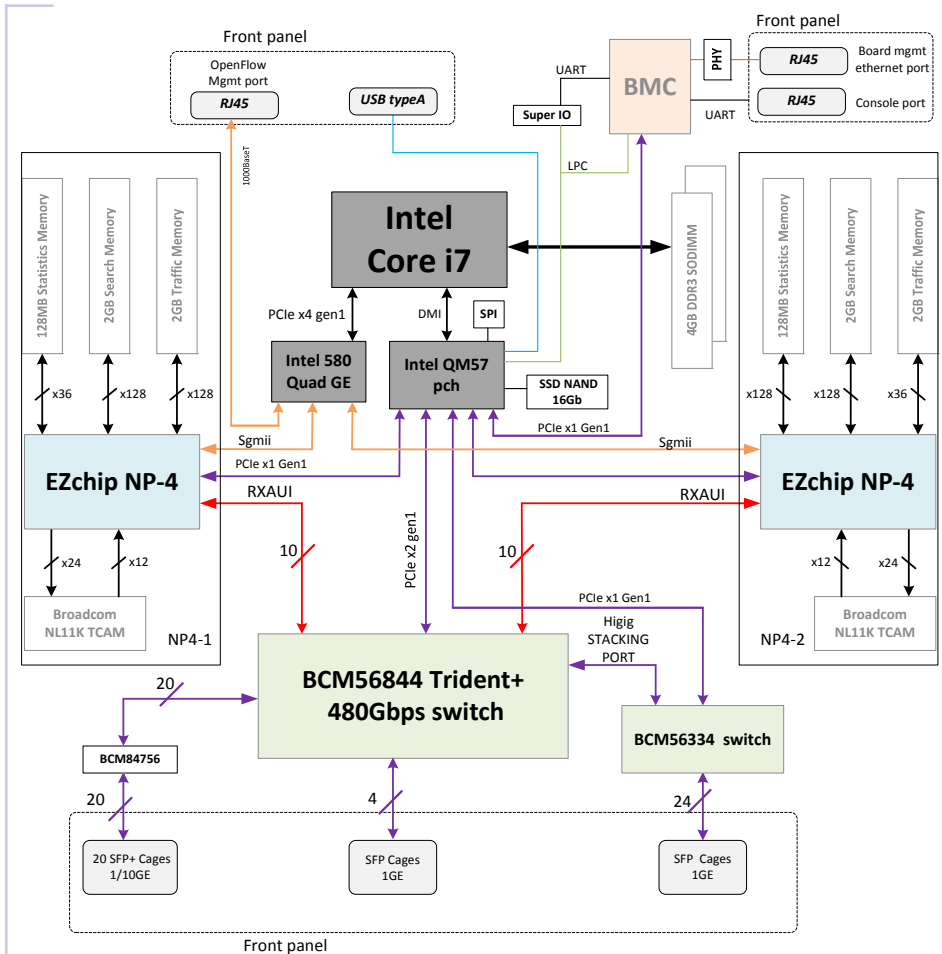 Front panel
Front panel
OpenFlow
Mgmt port
RJ45
USB typeA
UART
Super IO
BMC
PHY
RJ45
Board mgmt
ethernet port
RJ45
Console port
UART
LPC
1000BaseT
128MB Statistics Memory
2GB Search Memory
2GB Traffic Memory
Intel
Core i7
4GB DDR3 SODIMM
128MB Statistics Memory
2GB Search Memory
2GB Traffic Memory
PCIe x4 gen1
DMI
SPI
Intel 580
Quad GE
Intel QM57
pch
SSD NAND
16Gb
x36
x128
x128
x128
x128
x36
PCIe x1 Gen1
Sgmii
Sgmii
EZchip NP-4
PCIe x1 Gen1
EZchip NP-4
RXAUI
RXAUI
10
PCIe x2 gen1
10
x24
x12
x12
x24
PCIe x1 Gen1
Broadcom
NL11K TCAM
NP4-1
Higig
STACKING
PORT
NP4-2
Broadcom
NL11K TCAM
20
BCM56844 Trident+
480Gbps switch
BCM56334 switch
BCM84756
20
4
24
20 SFP+ Cages
1/10GE
SFP Cages
1GE
SFP Cages
1GE
Front panel